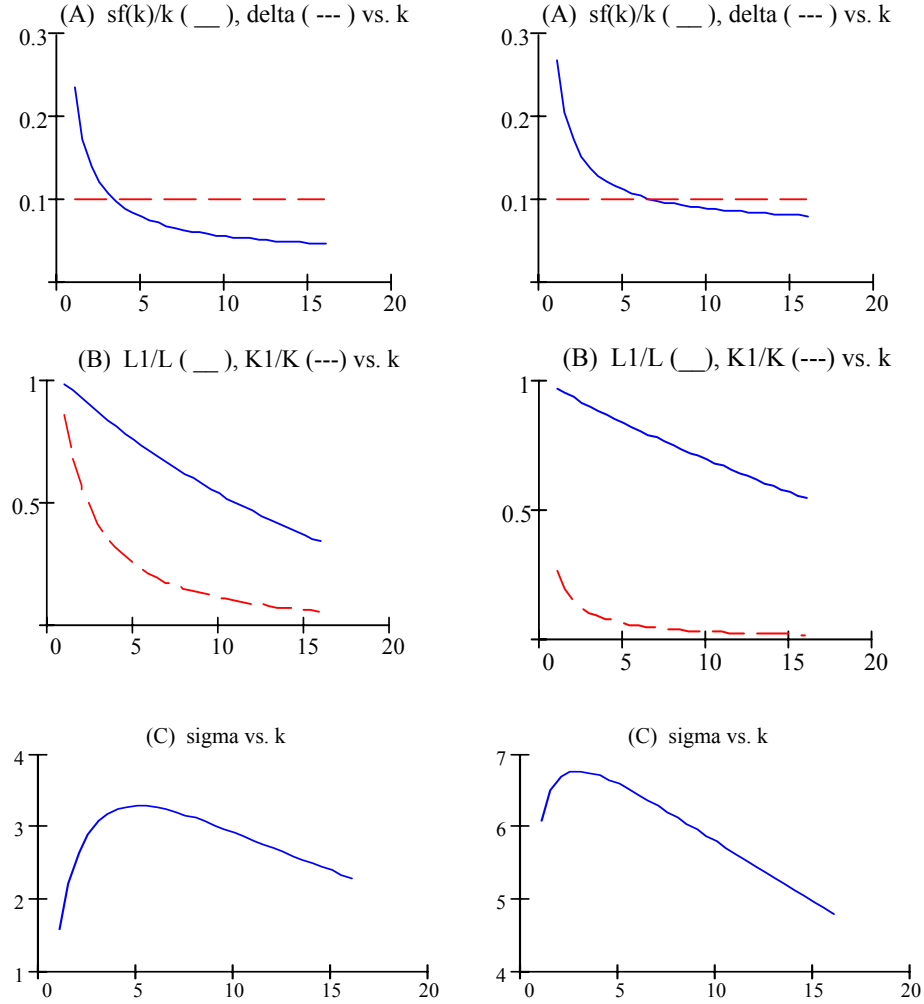 (A) sf(k)/k ( __ ), delta ( --- ) vs. k
0.3
0.2
0.1
0 5 10 15 20
(A) sf(k)/k ( __ ), delta ( --- ) vs. k
0.3
0.2
0.1
0 5 10 15 20
(B) L1/L ( __ ), K1/K (---) vs. k
1
0.5
0 5 10 15 20
(B) L1/L (__), K1/K (---) vs. k
1
0.5
0 5 10 15 20
(C) sigma vs. k
4
3
2
1
0 5 10 15 20
(C) sigma vs. k
7
6
5
4
0 5 10 15 20